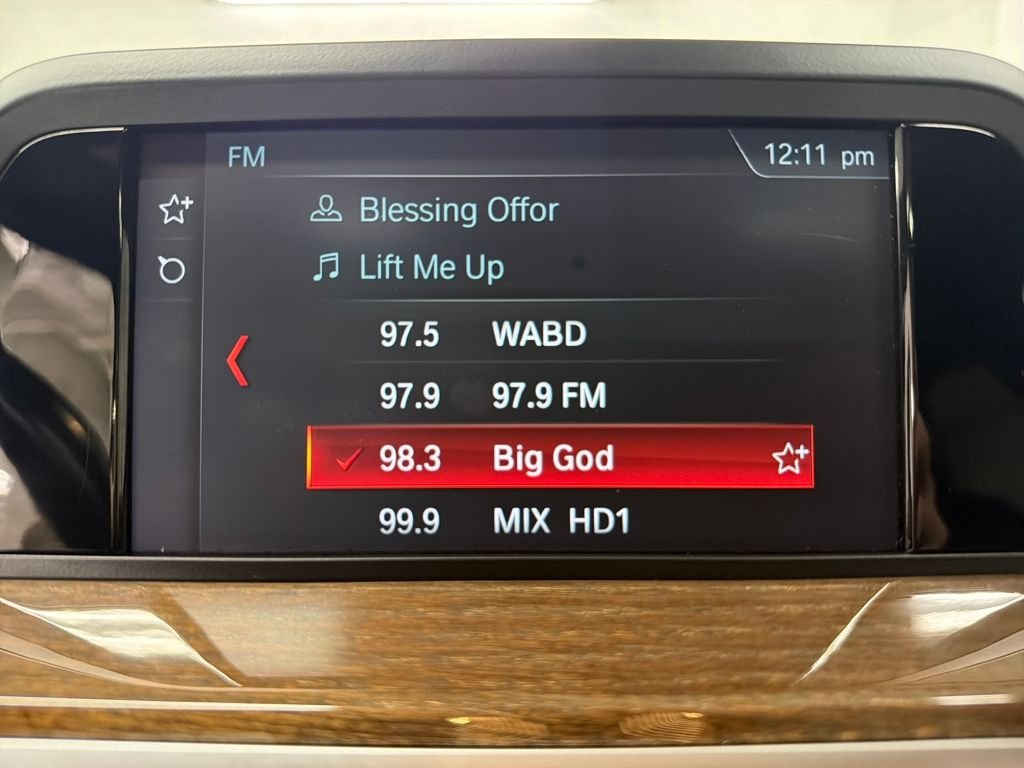 FM 12:11 pm
Blessing Offor
Lift Me Up
97.5 WABD
97.9 97.9 FM
98.3 Big God
99.9 MIX HD1